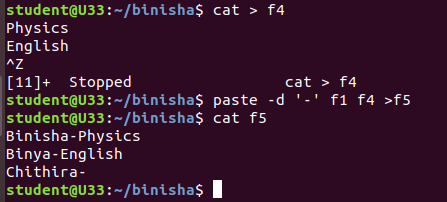 student@U33:~/binisha$ cat > f4
Physics
English
^Z
[11]+  Stopped                 cat > f4
student@U33:~/binisha$ paste -d '-' f1 f4 >f5
student@U33:~/binisha$ cat f5
Binisha-Physics
Binya-English
Chithira-
student@U33:~/binisha$